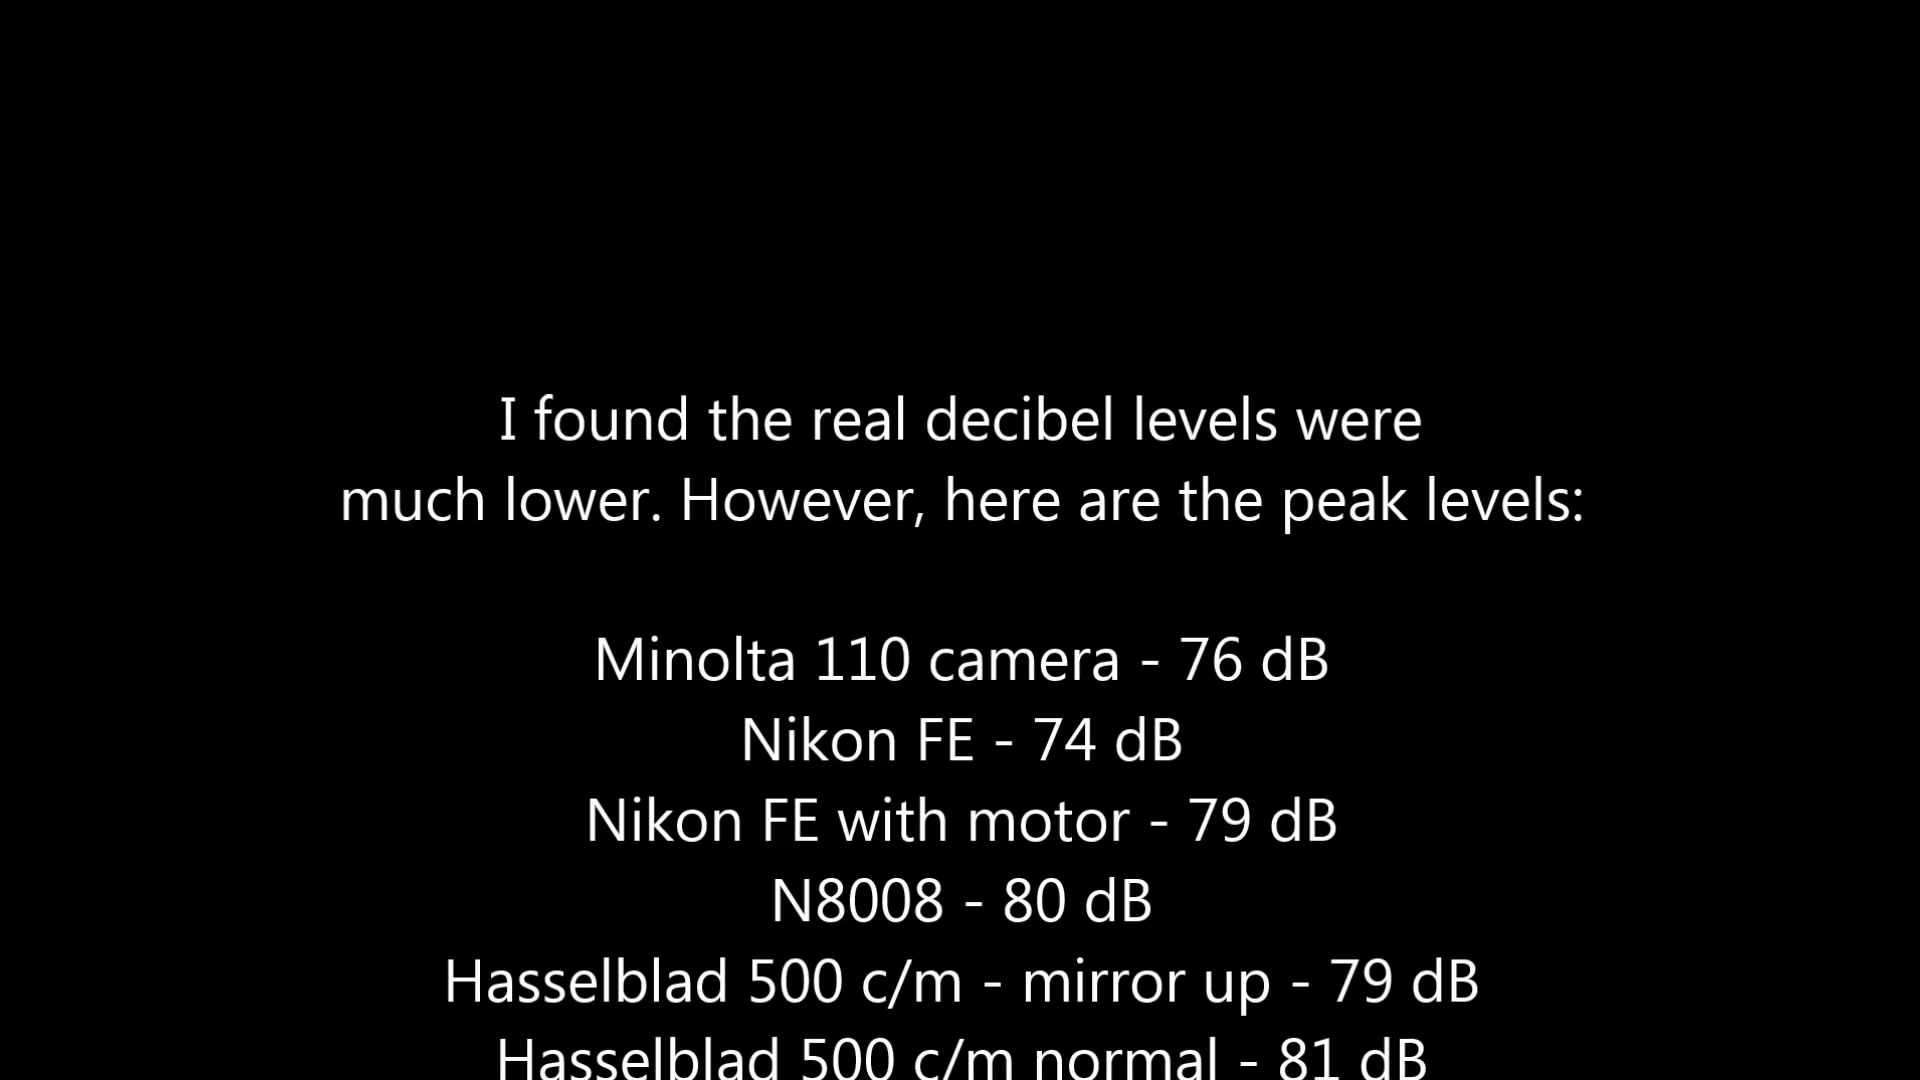 I found the real decibel levels were
much lower. However, here are the peak levels:
Minolta 110 camera - 76 dB
Nikon FE - 74 dB
Nikon FE with motor - 79 dB
N8008 - 80 dB
Hasselblad 500 c/m - mirror up - 79 dB
Hasselblad 500 c/m normal - 81 dB